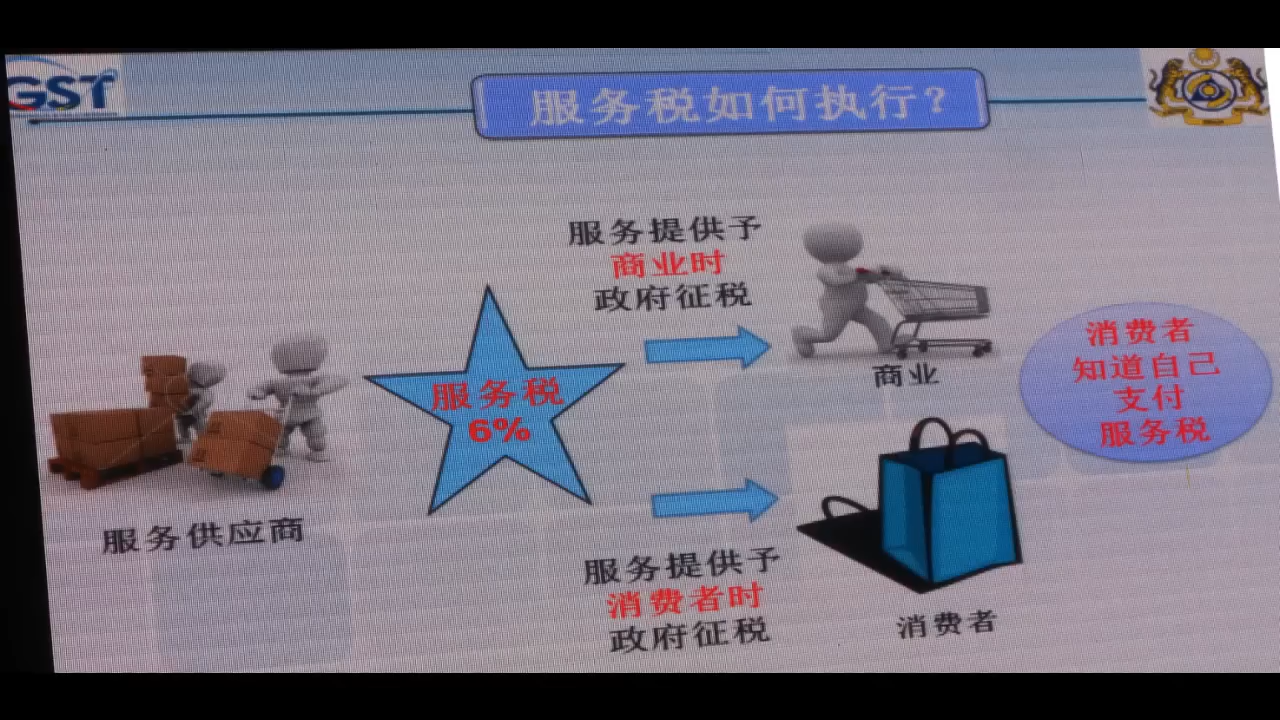 GST
服务税如何执行?
服务提供予
商业时
政府征税
商业
服务税
6%
消费者
知道自己
支付
服务税
服务供应商
服务提供予
消费者时
政府征税
消费者